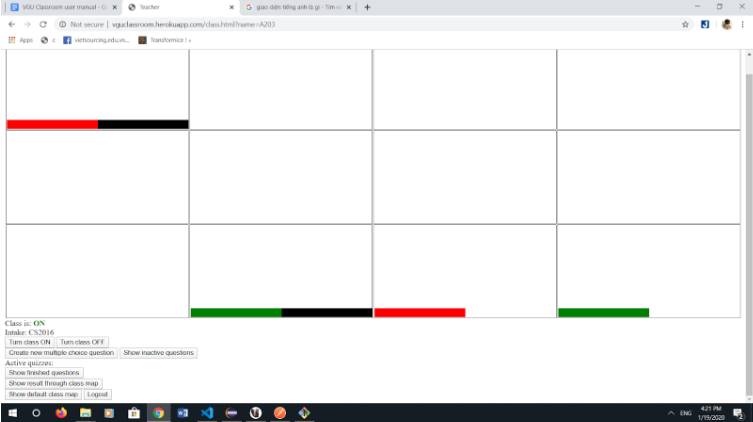 VGU Classroom user manual - G
Teacher
giao diện tiếng anh là gì - Tìm v
Not secure | vguclassroom.herokuapp.com/class.html?name=A203
Apps
c
vietsourcing.edu.vn...
Transformice ! »
Class is: ON
Intake: CS2016
Turn class ON Turn class OFF
Create new multiple choice question Show inactive questions
Active quizzes:
Show finished questions
Show result through class map
Show default class map Logout
ENG
4:21 PM
1/19/2020